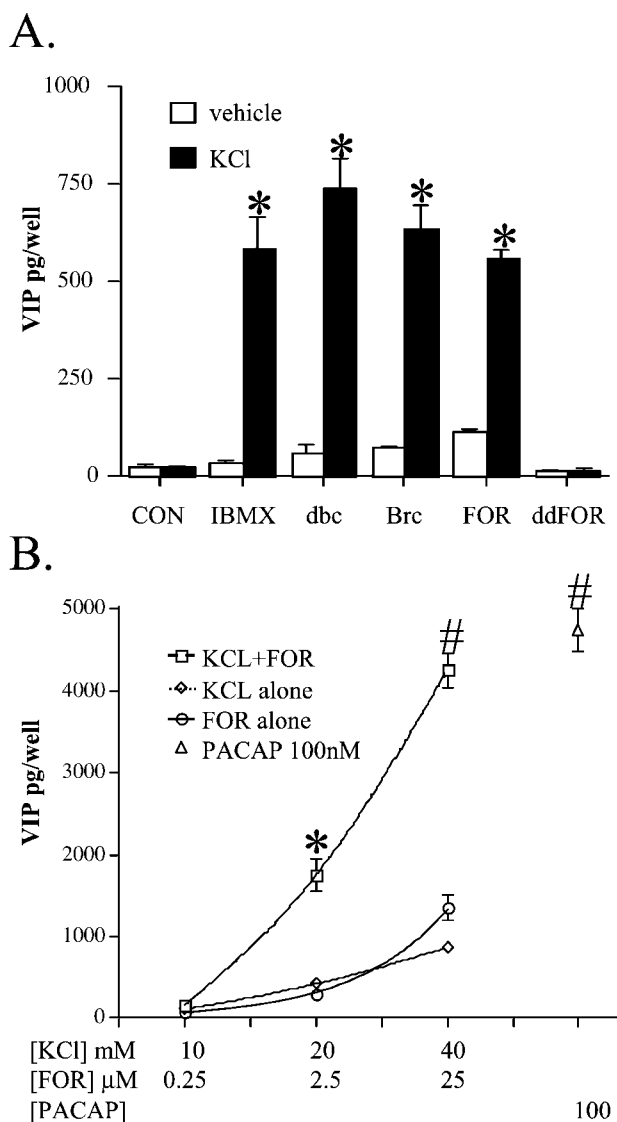 A.
1000
vehicle
KCl
750
VIP pg/well
500
250
0
* * * *
CON IBMX dbc Brc FOR ddFOR
B.
5000
# #
KCL+FOR
4000
KCL alone
FOR alone
PACAP 100nM
3000
VIP pg/well
2000
*
1000
0
[KCl] mM 10 20 40
[FOR] µM 0.25 2.5 25
[PACAP] 100